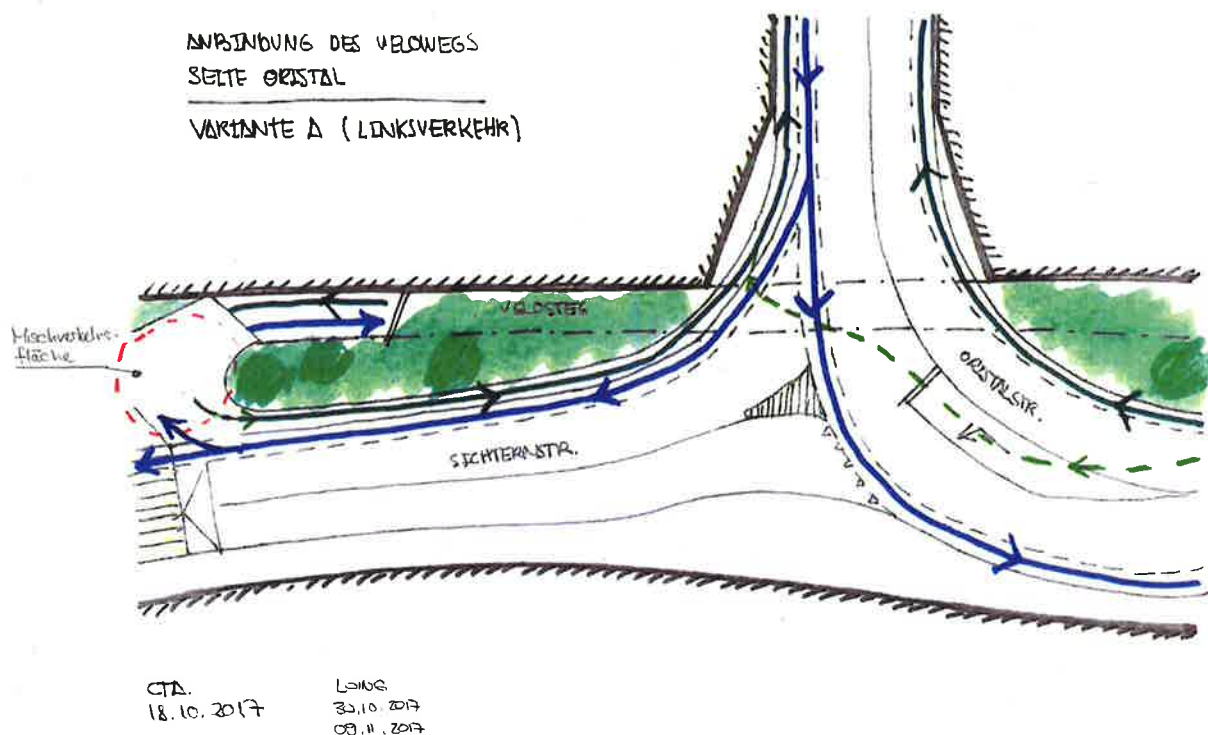 ANBINDUNG DES VELOWEGS
SEITE ORISTAL
VARIANTE A (LINKSVERKEHR)
Mischverkehrs-
fläche
VELOSTEG
ORISTALSTR.
SICHTERNSTR.
CTA.
18.10.2017
LOING
30.10.2017
09.11.2017